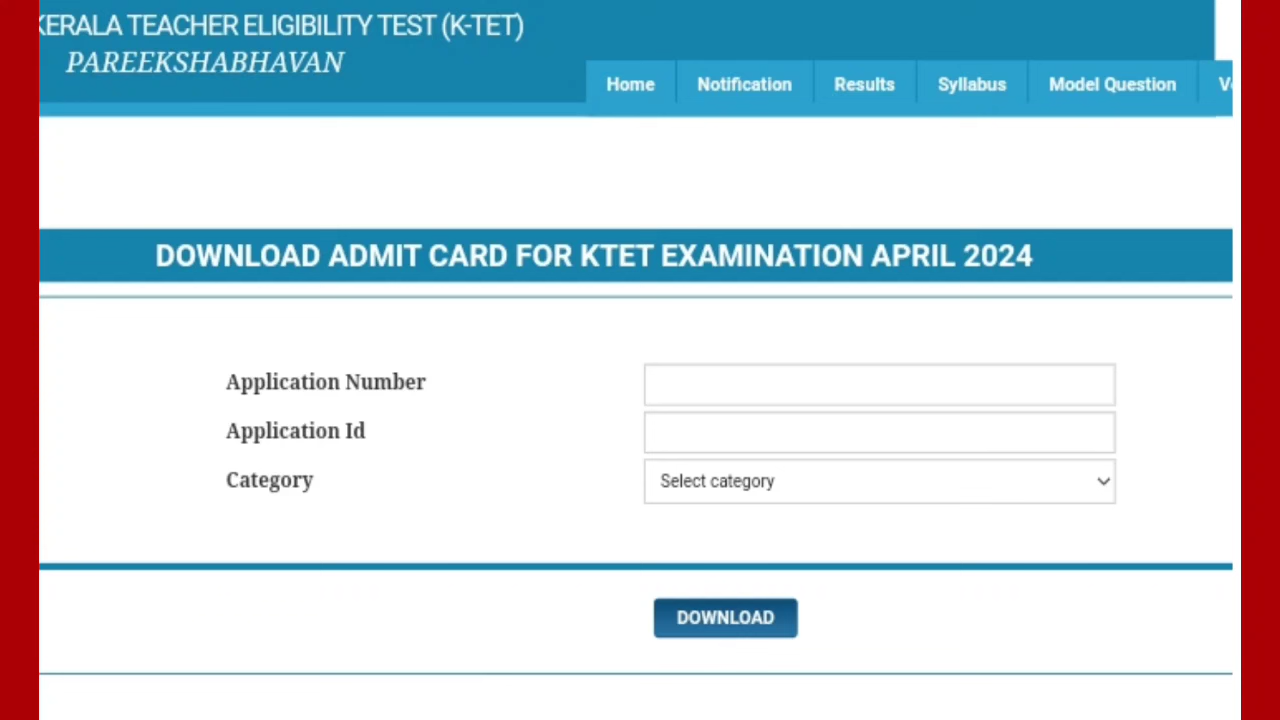 KERALA TEACHER ELIGIBILITY TEST (K-TET)
PAREEKSHABHAVAN
Home Notification Results Syllabus Model Question
DOWNLOAD ADMIT CARD FOR KTET EXAMINATION APRIL 2024
Application Number
Application Id
Category Select category
DOWNLOAD